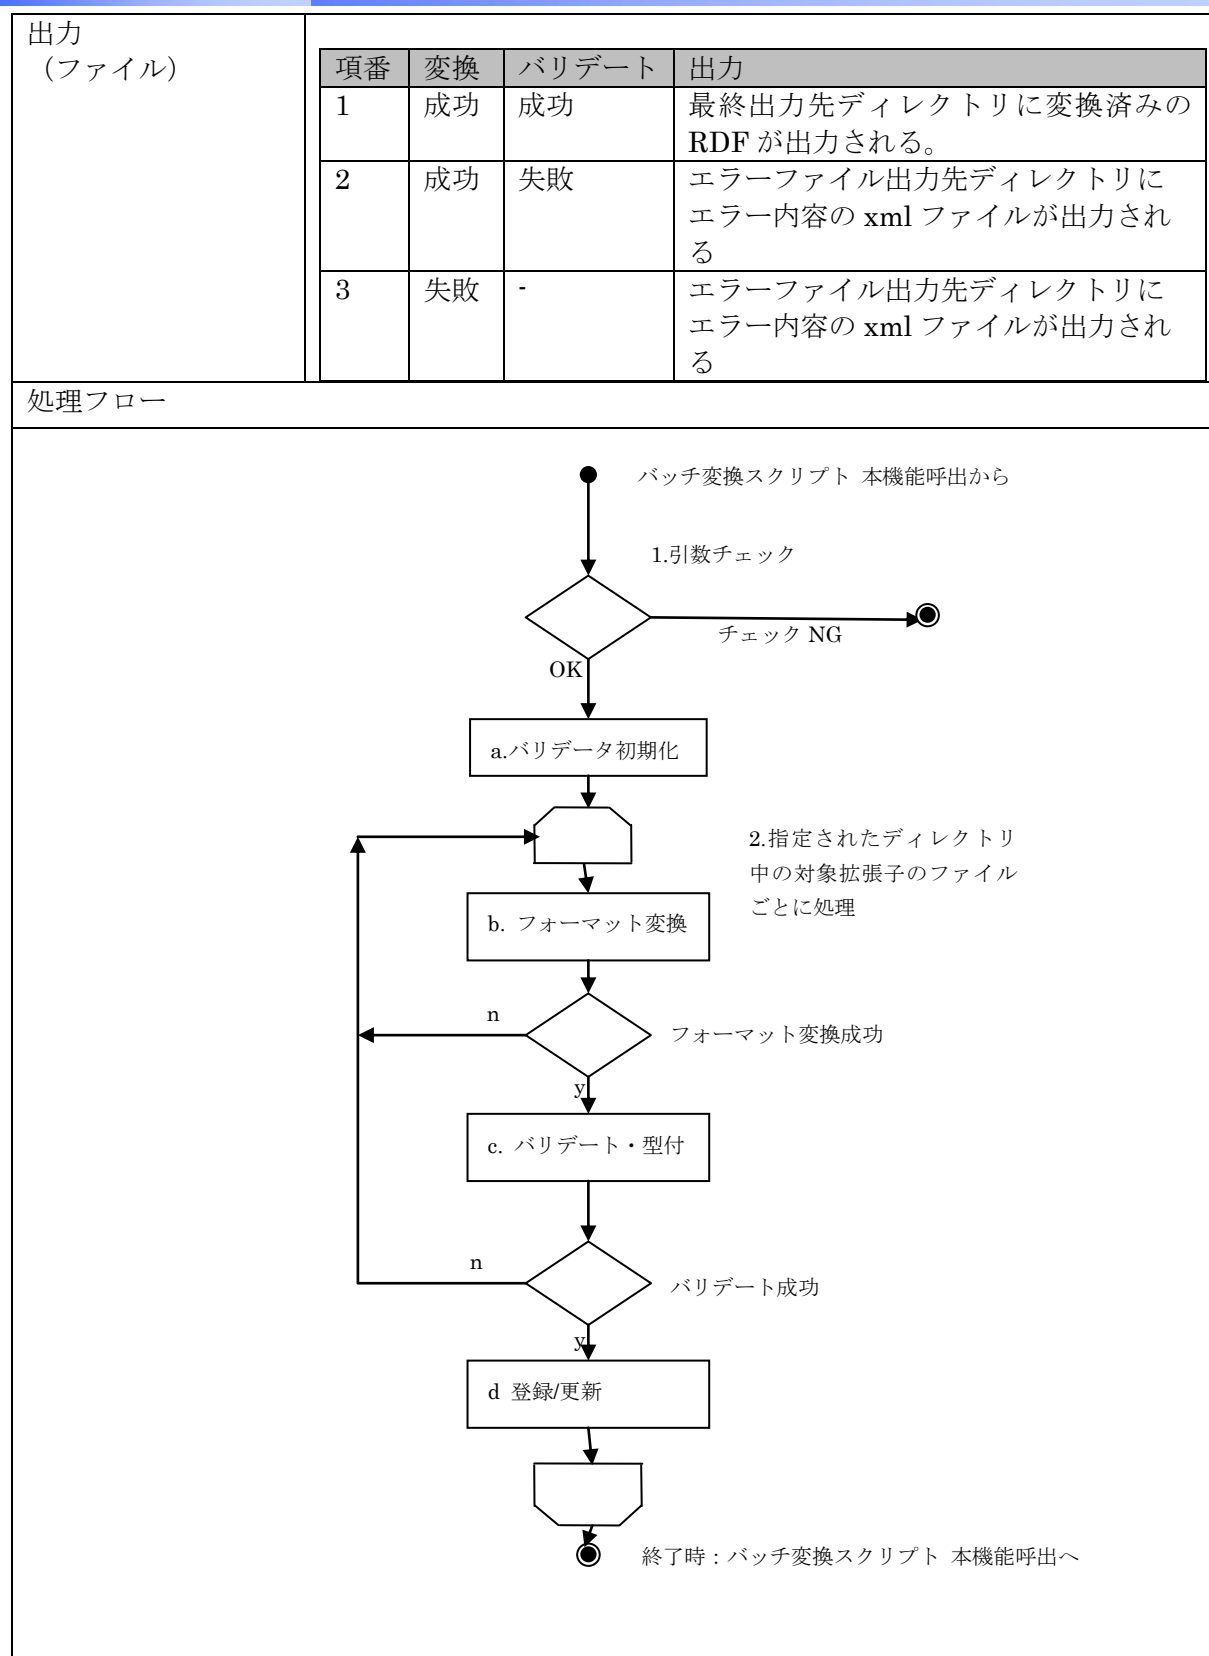 出力
（ファイル）
項番 変換 バリデート 出力
1 成功 成功 最終出力先ディレクトリに変換済みの
RDF が出力される。
2 成功 失敗 エラーファイル出力先ディレクトリに
エラー内容の xml ファイルが出力され
る
3 失敗 - エラーファイル出力先ディレクトリに
エラー内容の xml ファイルが出力され
る
処理フロー
バッチ変換スクリプト 本機能呼出から
1.引数チェック
チェック NG
OK
a.バリデータ初期化
2.指定されたディレクトリ
中の対象拡張子のファイル
ごとに処理
b. フォーマット変換
n
フォーマット変換成功
y
c. バリデート・型付
n
バリデート成功
y
d 登録/更新
終了時：バッチ変換スクリプト 本機能呼出へ